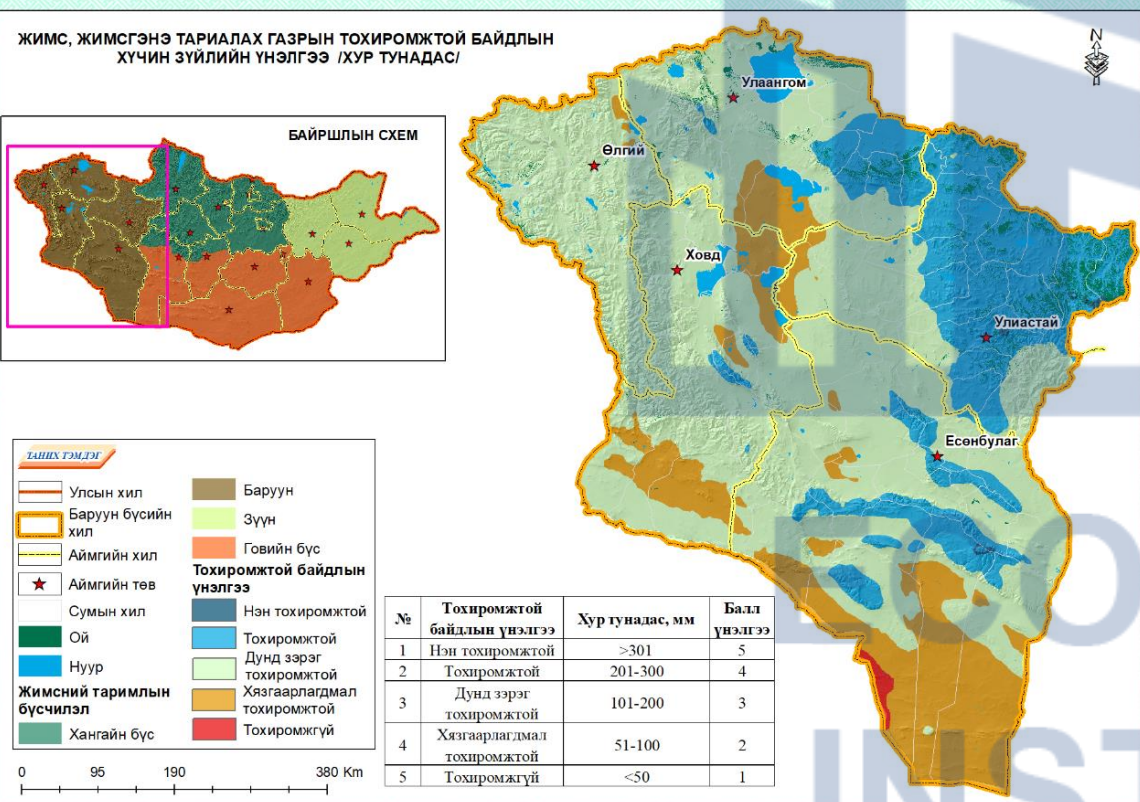 ЖИМС, ЖИМСГЭНЭ ТАРИАЛАХ ГАЗРЫН ТОХИРОМЖТОЙ БАЙДЛЫН
ХҮЧИН ЗҮЙЛИЙН ҮНЭЛГЭЭ /ХУР ТУНАДАС/
N
БАЙРШЛЫН СХЕМ
Улаангом
Өлгий
Ховд
Улиастай
Есөнбулаг
ТАНИХ ТЭМДЭГ
Улсын хил
Баруун бүсийн
хил
Аймгийн хил
Аймгийн төв
Сумын хил
Ой
Нуур
Жимсний таримлын
бүсчилэл
Хангайн бүс
Баруун
Зүүн
Говийн бүс
Тохиромжтой байдлын
үнэлгээ
Нэн тохиромжтой
Тохиромжтой
Дунд зэрэг
тохиромжтой
Хязгаарлагдмал
тохиромжтой
Тохиромжгүй
0 95 190 380 Km
№ Тохиромжтой байдлын үнэлгээ Хур тунадас, мм Балл үнэлгээ
1 Нэн тохиромжтой >301 5
2 Тохиромжтой 201-300 4
3 Дунд зэрэг тохиромжтой 101-200 3
4 Хязгаарлагдмал тохиромжтой 51-100 2
5 Тохиромжгүй <50 1
ECO
INST